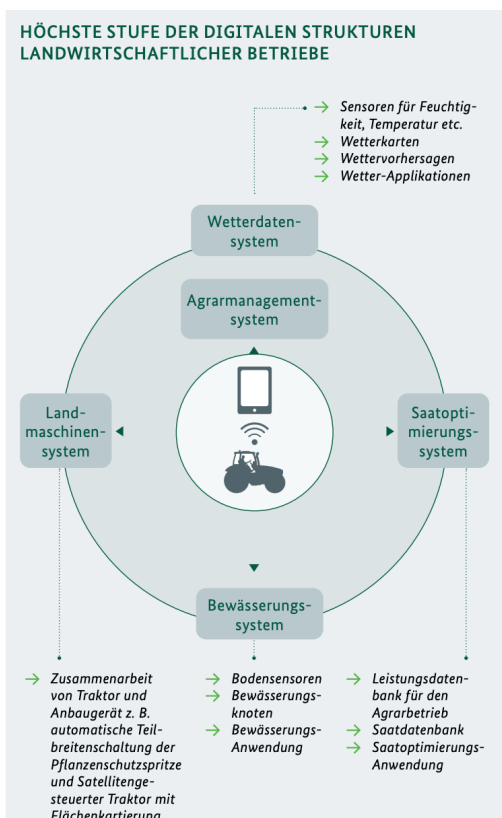 HÖCHSTE STUFE DER DIGITALEN STRUKTUREN
LANDWIRTSCHAFTLICHER BETRIEBE
Sensoren für Feuchtig-
keit, Temperatur etc.
Wetterkarten
Wettervorhersagen
Wetter-Applikationen
Wetterdaten-
system
Agrarmanagement-
system
Land-
maschinen-
system
Saatopti-
mierungs-
system
Bewässerungs-
system
Zusammenarbeit
von Traktor und
Anbaugerät z. B.
automatische Teil-
breitenschaltung der
Pflanzenschutzspritze
und Satellitenge-
steuerter Traktor mit
Flächenkartierung
Bodensensoren
Bewässerungs-
knoten
Bewässerungs-
Anwendung
Leistungsdaten-
bank für den
Agrarbetrieb
Saatdatenbank
Saatoptimierungs-
Anwendung